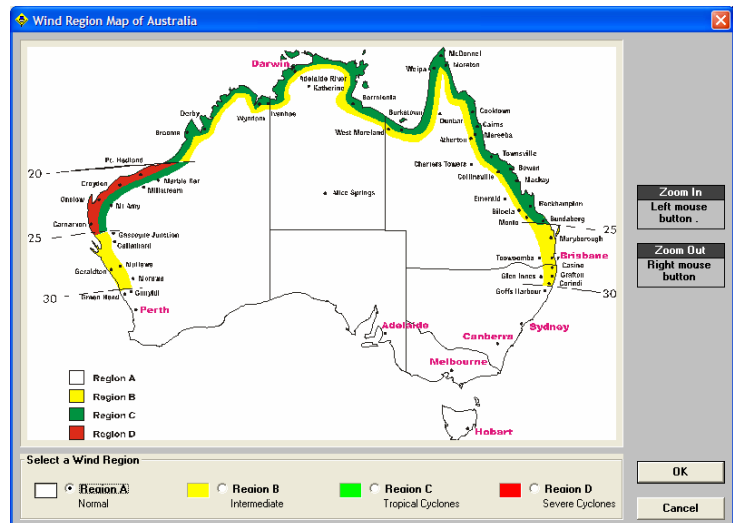 Wind Region Map of Australia
McDonnel
Moreton
Weipa
Darwin
Adelaide River
Katherine
Borroloola
Burketown
Cooktown
Derby
Wyndham
Ivanhoe
Dunbar
Cairns
Mareeba
Broome
West Moreland
Atherton
Townsville
Pt. Hedland
Charters Towers
Bowen
20
Marble Bar
Collinsville
Mackay
Croydon
Millstream
Alice Springs
Zoom In
Left mouse
button .
Onslow
Mt Amy
Emerald
Rockhampton
Biloela
Carnarvon
Monto
Bundaberg
25
25
Gascoyne Junction
Maryborough
Zoom Out
Right mouse
button
Callanbard
Toowoomba
Brisbane
Mullewa
Casino
Geraldton
Morawa
Glen Innes
Grafton
Corindi
30
Green Head
Carnyhill
Coffs Harbour
30
Perth
Adelaide
Sydney
Canberra
Melbourne
Region A
Region B
Region C
Region D
Hobart
Select a Wind Region
Region A
Normal
Region B
Intermediate
Region C
Tropical Cyclones
Region D
Severe Cyclones
OK
Cancel